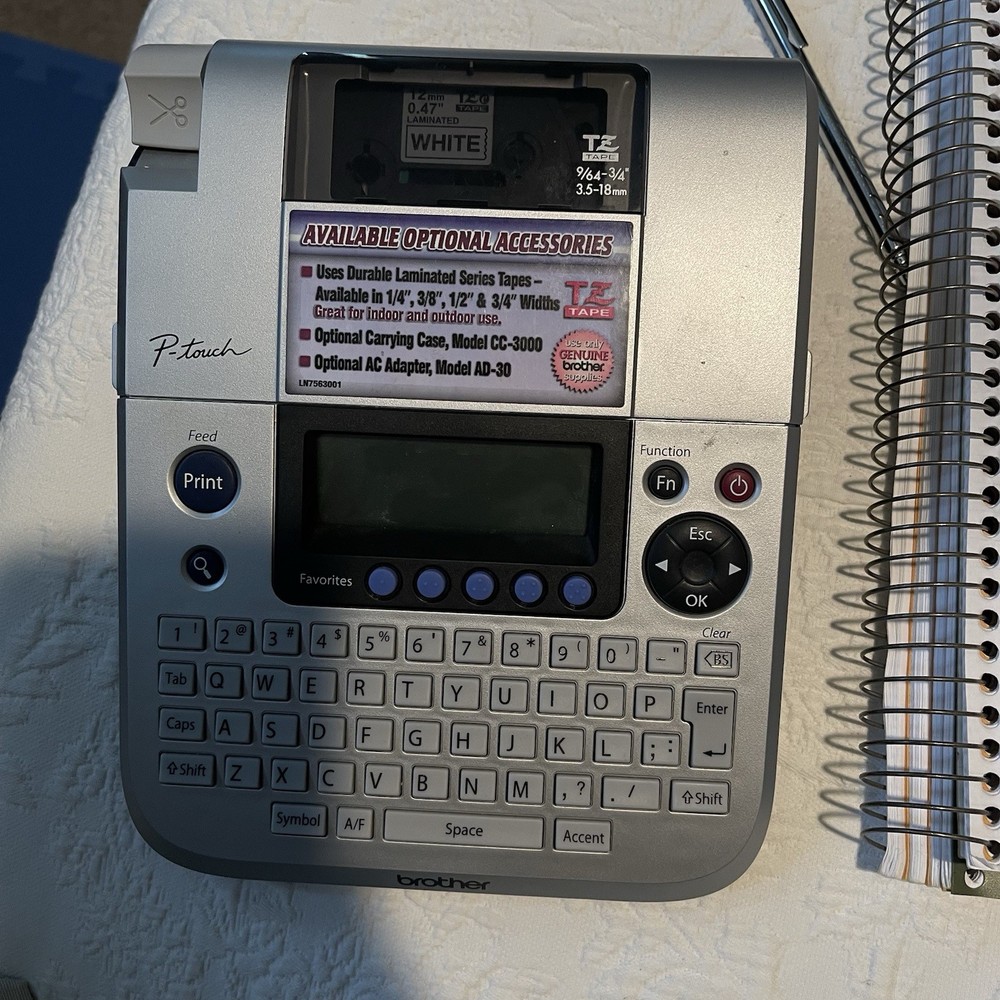 12mm TZe
0.47" TAPE
LAMINATED
WHITE
TZ
TAPE
9/64-3/4"
3.5-18mm
AVAILABLE OPTIONAL ACCESSORIES
Uses Durable Laminated Series Tapes –
Available in 1/4", 3/8", 1/2" & 3/4" Widths
Great for indoor and outdoor use.
TZ
TAPE
Optional Carrying Case, Model CC-3000
Optional AC Adapter, Model AD-30
use only
GENUINE
brother
supplies
LN7563001
P-touch
Feed
Print
Function
Fn
Esc
OK
Favorites
Clear
1 ! 2 @ 3 # 4 $ 5 % 6 ' 7 & 8 * 9 ( 0 ) – " BS
Tab Q W E R T Y U I O P Enter
Caps A S D F G H J K L ; :
Shift Z X C V B N M , ? . / Shift
Symbol A/F Space Accent
brother